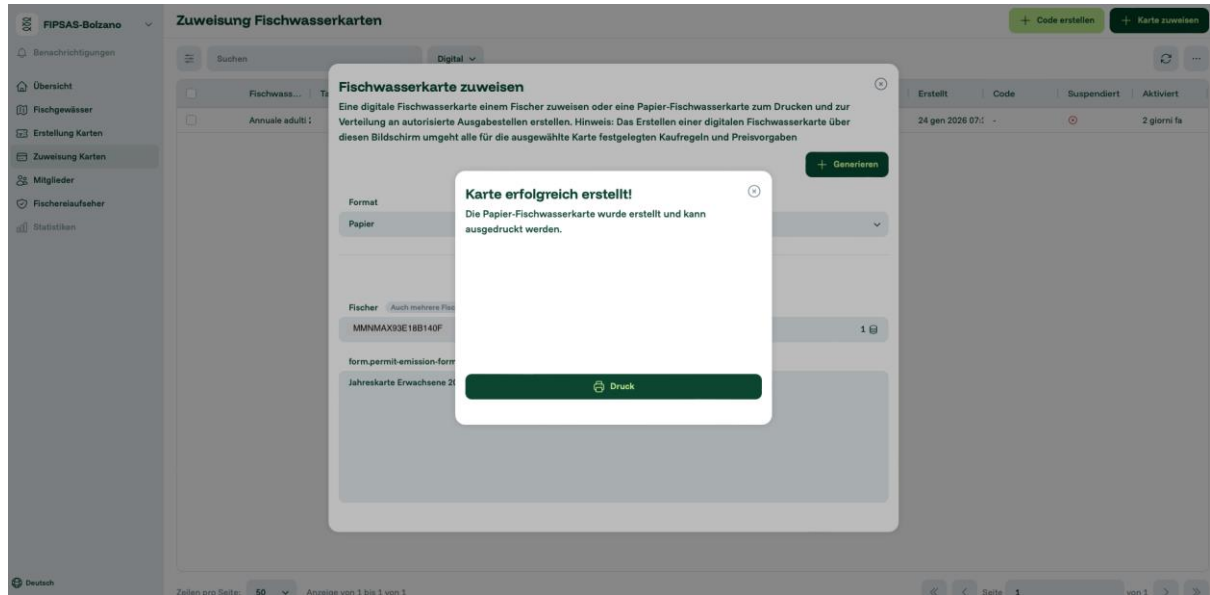 FIPSAS-Bolzano
Zuweisung Fischwasserkarten
Code erstellen
Karte zuweisen
Benachrichtigungen
Suchen
Digital
Übersicht
Fischgewässer
Erstellung Karten
Zuweisung Karten
Mitglieder
Fischereiaufseher
Statistiken
Fischwass...
Erstellt
Code
Suspendiert
Aktiviert
Annuale adulti
24 gen 2026 07:
-
2 giorni fa
Fischwasserkarte zuweisen
Eine digitale Fischwasserkarte einem Fischer zuweisen oder eine Papier-Fischwasserkarte zum Drucken und zur
Verteilung an autorisierte Ausgabestellen erstellen. Hinweis: Das Erstellen einer digitalen Fischwasserkarte über
diesen Bildschirm umgeht alle für die ausgewählte Karte festgelegten Kaufregeln und Preisvorgaben
Generieren
Format
Papier
Fischer
Auch mehrere Fisc
MMNMAX93E18B140F
1
form.permit-emission-form
Jahreskarte Erwachsene 20
Karte erfolgreich erstellt!
Die Papier-Fischwasserkarte wurde erstellt und kann
ausgedruckt werden.
Druck
Deutsch
Zeilen pro Seite:
50
Anzeige von 1 bis 1 von 1
Seite
1
von 1